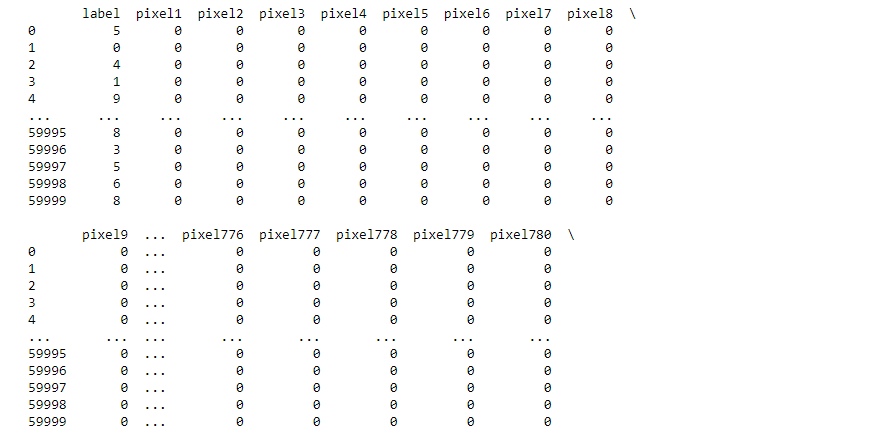 label pixel1 pixel2 pixel3 pixel4 pixel5 pixel6 pixel7 pixel8 \
0 5 0 0 0 0 0 0 0 0
1 0 0 0 0 0 0 0 0 0
2 4 0 0 0 0 0 0 0 0
3 1 0 0 0 0 0 0 0 0
4 9 0 0 0 0 0 0 0 0
... ... ... ... ... ... ... ... ... ...
59995 8 0 0 0 0 0 0 0 0
59996 3 0 0 0 0 0 0 0 0
59997 5 0 0 0 0 0 0 0 0
59998 6 0 0 0 0 0 0 0 0
59999 8 0 0 0 0 0 0 0 0
pixel9 ... pixel776 pixel777 pixel778 pixel779 pixel780 \
0 0 ... 0 0 0 0 0
1 0 ... 0 0 0 0 0
2 0 ... 0 0 0 0 0
3 0 ... 0 0 0 0 0
4 0 ... 0 0 0 0 0
... ... ... ... ... ... ... ...
59995 0 ... 0 0 0 0 0
59996 0 ... 0 0 0 0 0
59997 0 ... 0 0 0 0 0
59998 0 ... 0 0 0 0 0
59999 0 ... 0 0 0 0 0